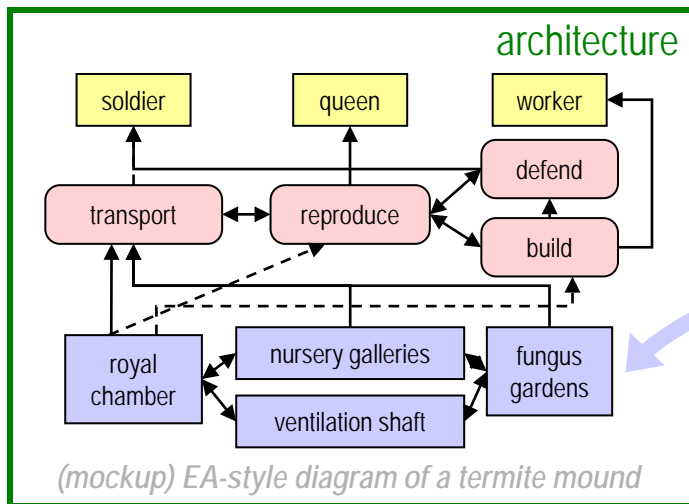 architecture
soldier
queen
worker
defend
transport
reproduce
build
royal
chamber
nursery galleries
fungus
gardens
ventilation shaft
(mockup) EA-style diagram of a termite mound